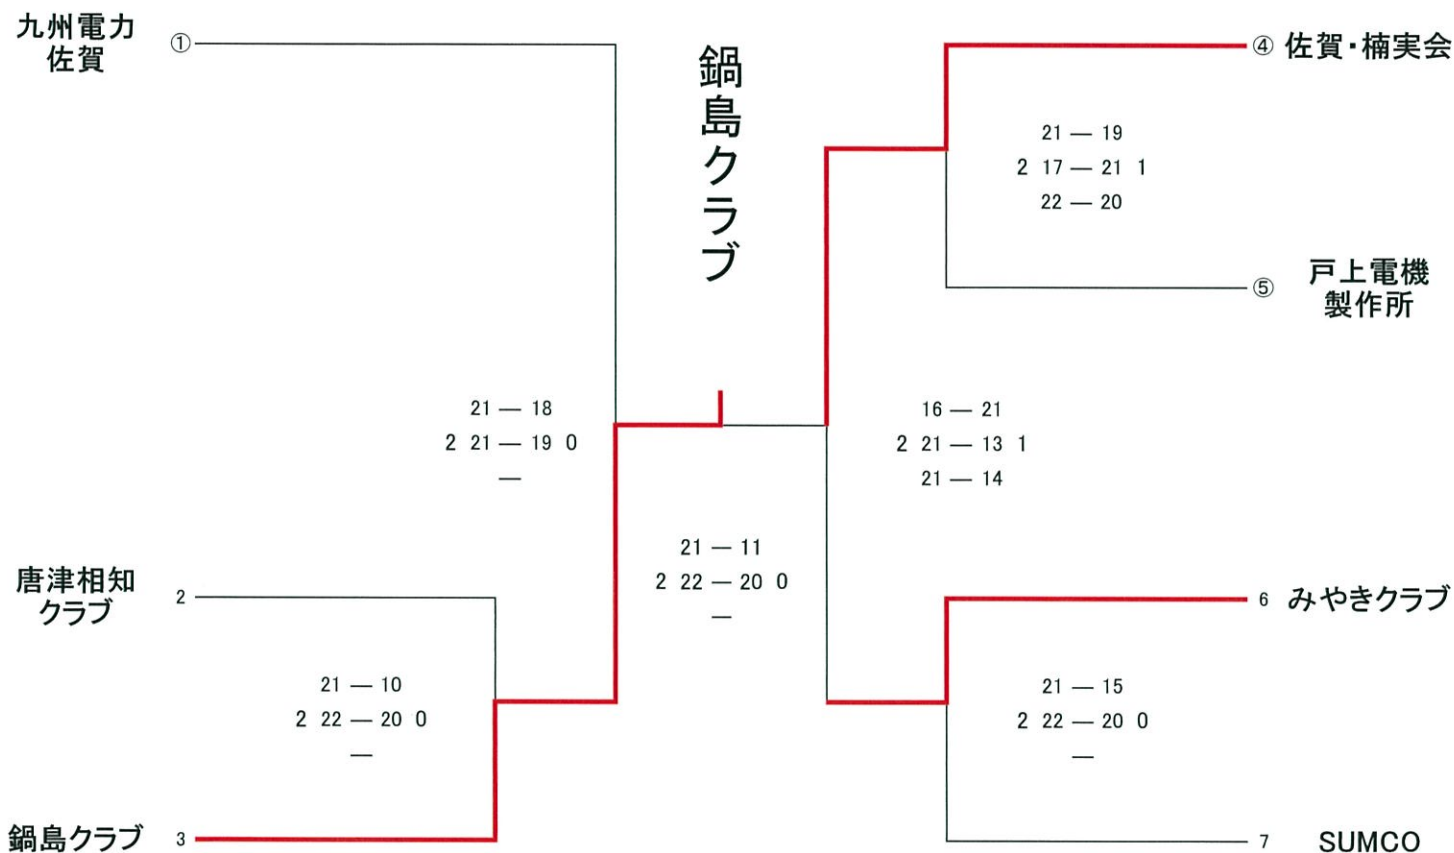 九州電力
佐賀
①
鍋島クラブ
④ 佐賀・楠実会
21 — 19
2 17 — 21 1
22 — 20
⑤
戸上電機
製作所
21 — 18
2 21 — 19 0
—
16 — 21
2 21 — 13 1
21 — 14
21 — 11
2 22 — 20 0
—
唐津相知
クラブ
2
6 みやきクラブ
21 — 10
2 22 — 20 0
—
21 — 15
2 22 — 20 0
—
鍋島クラブ 3
7 SUMCO